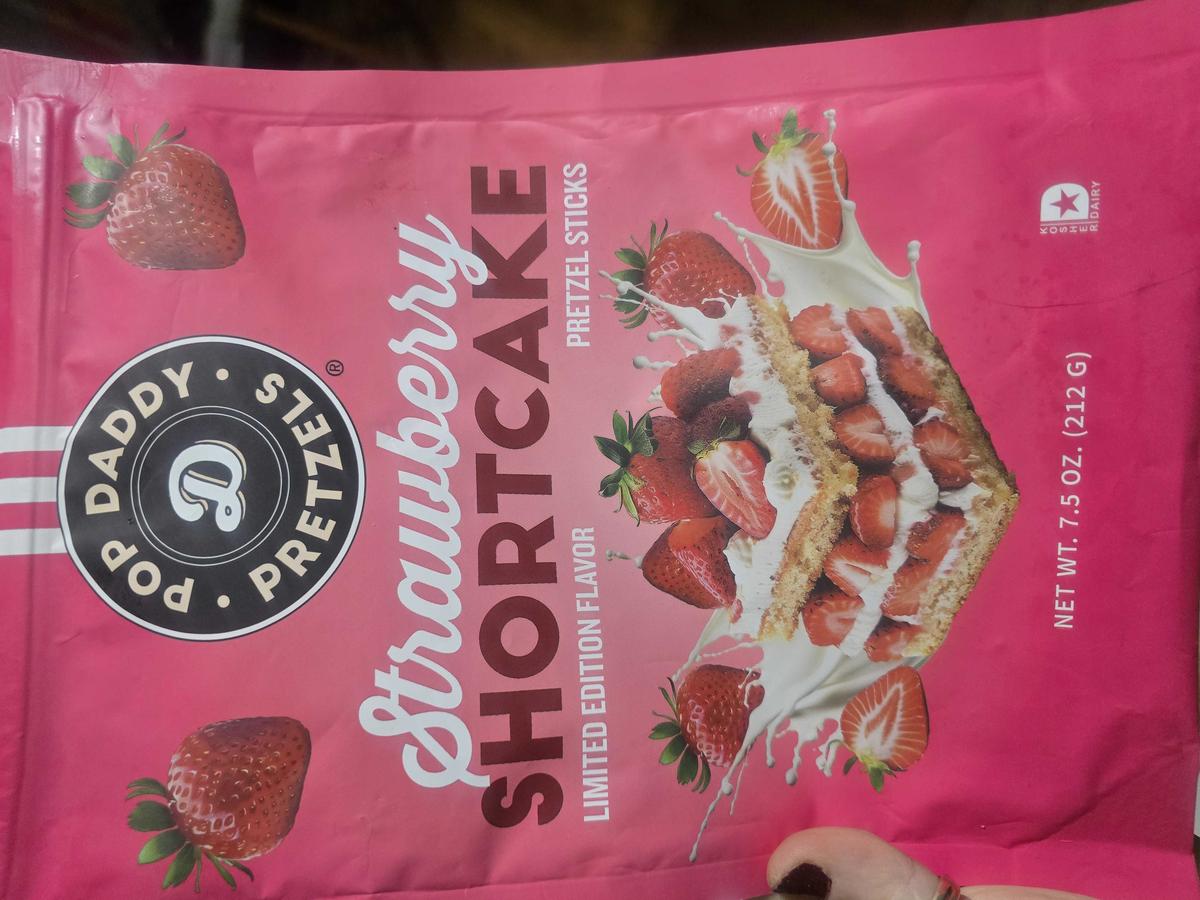 POP DADDY • PRETZELS •
P
®
Strawberry
SHORTCAKE
LIMITED EDITION FLAVOR
PRETZEL STICKS
KOSHER
D
DAIRY
NET WT. 7.5 OZ. (212 G)